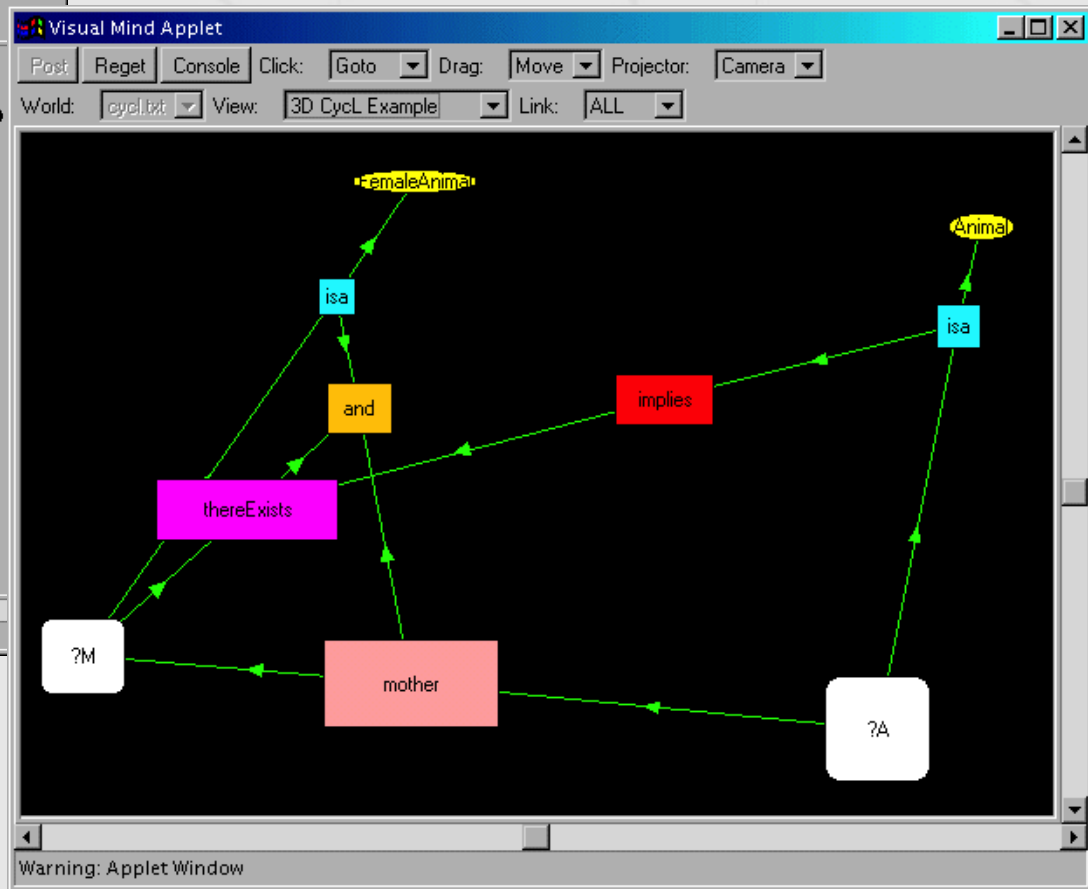 Visual Mind Applet
Post Reget Console Click: Goto Drag: Move Projector: Camera
World: cycl.txt View: 3D CycL Example Link: ALL
FemaleAnimal
Animal
isa
isa
implies
and
thereExists
?M
mother
?A
Warning: Applet Window